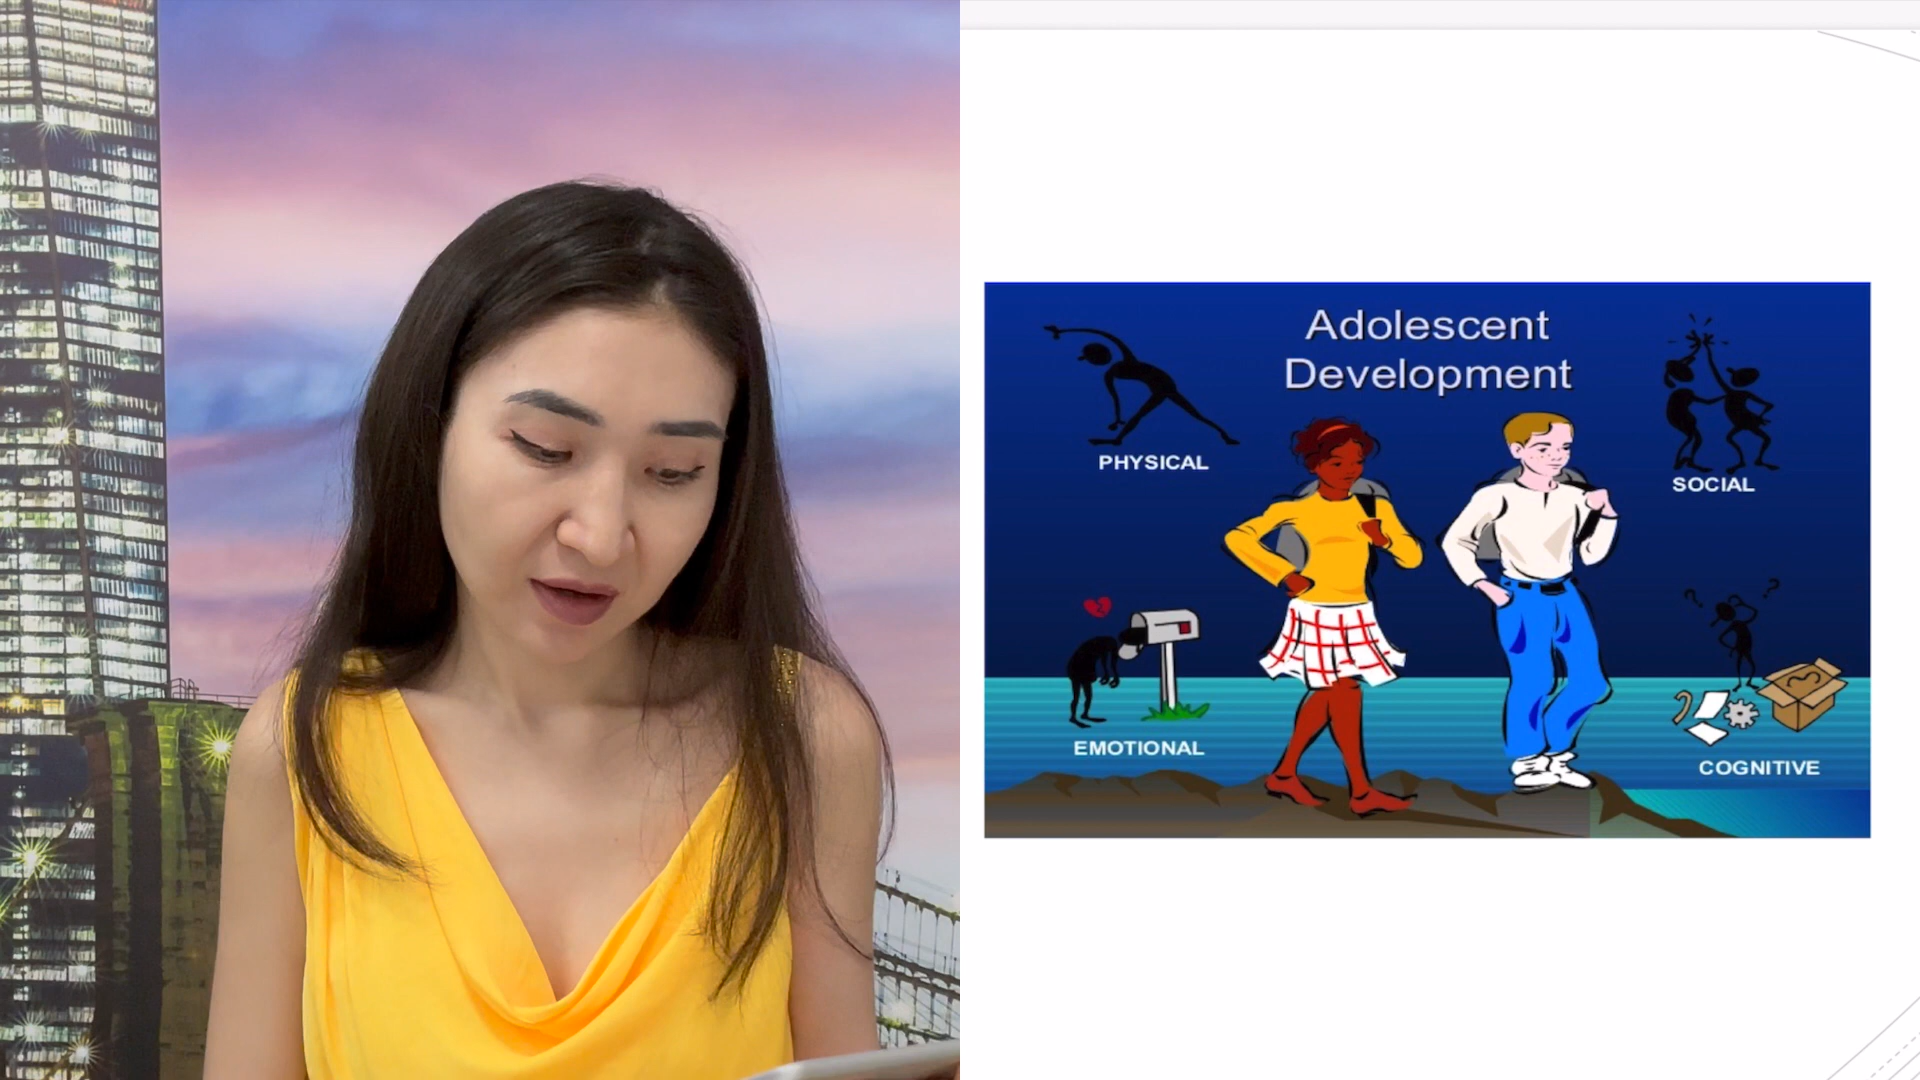 Adolescent
Development
PHYSICAL
SOCIAL
EMOTIONAL
COGNITIVE